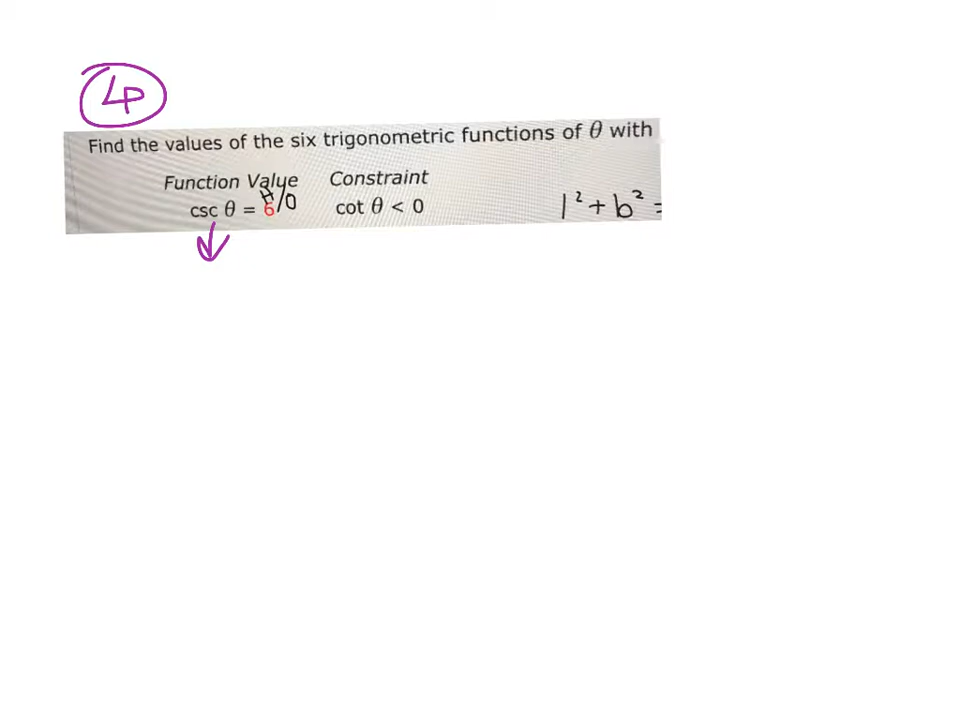 4P
Find the values of the six trigonometric functions of θ with
Function Value Constraint
csc θ = 6 H/O cot θ < 0 1² + b² =